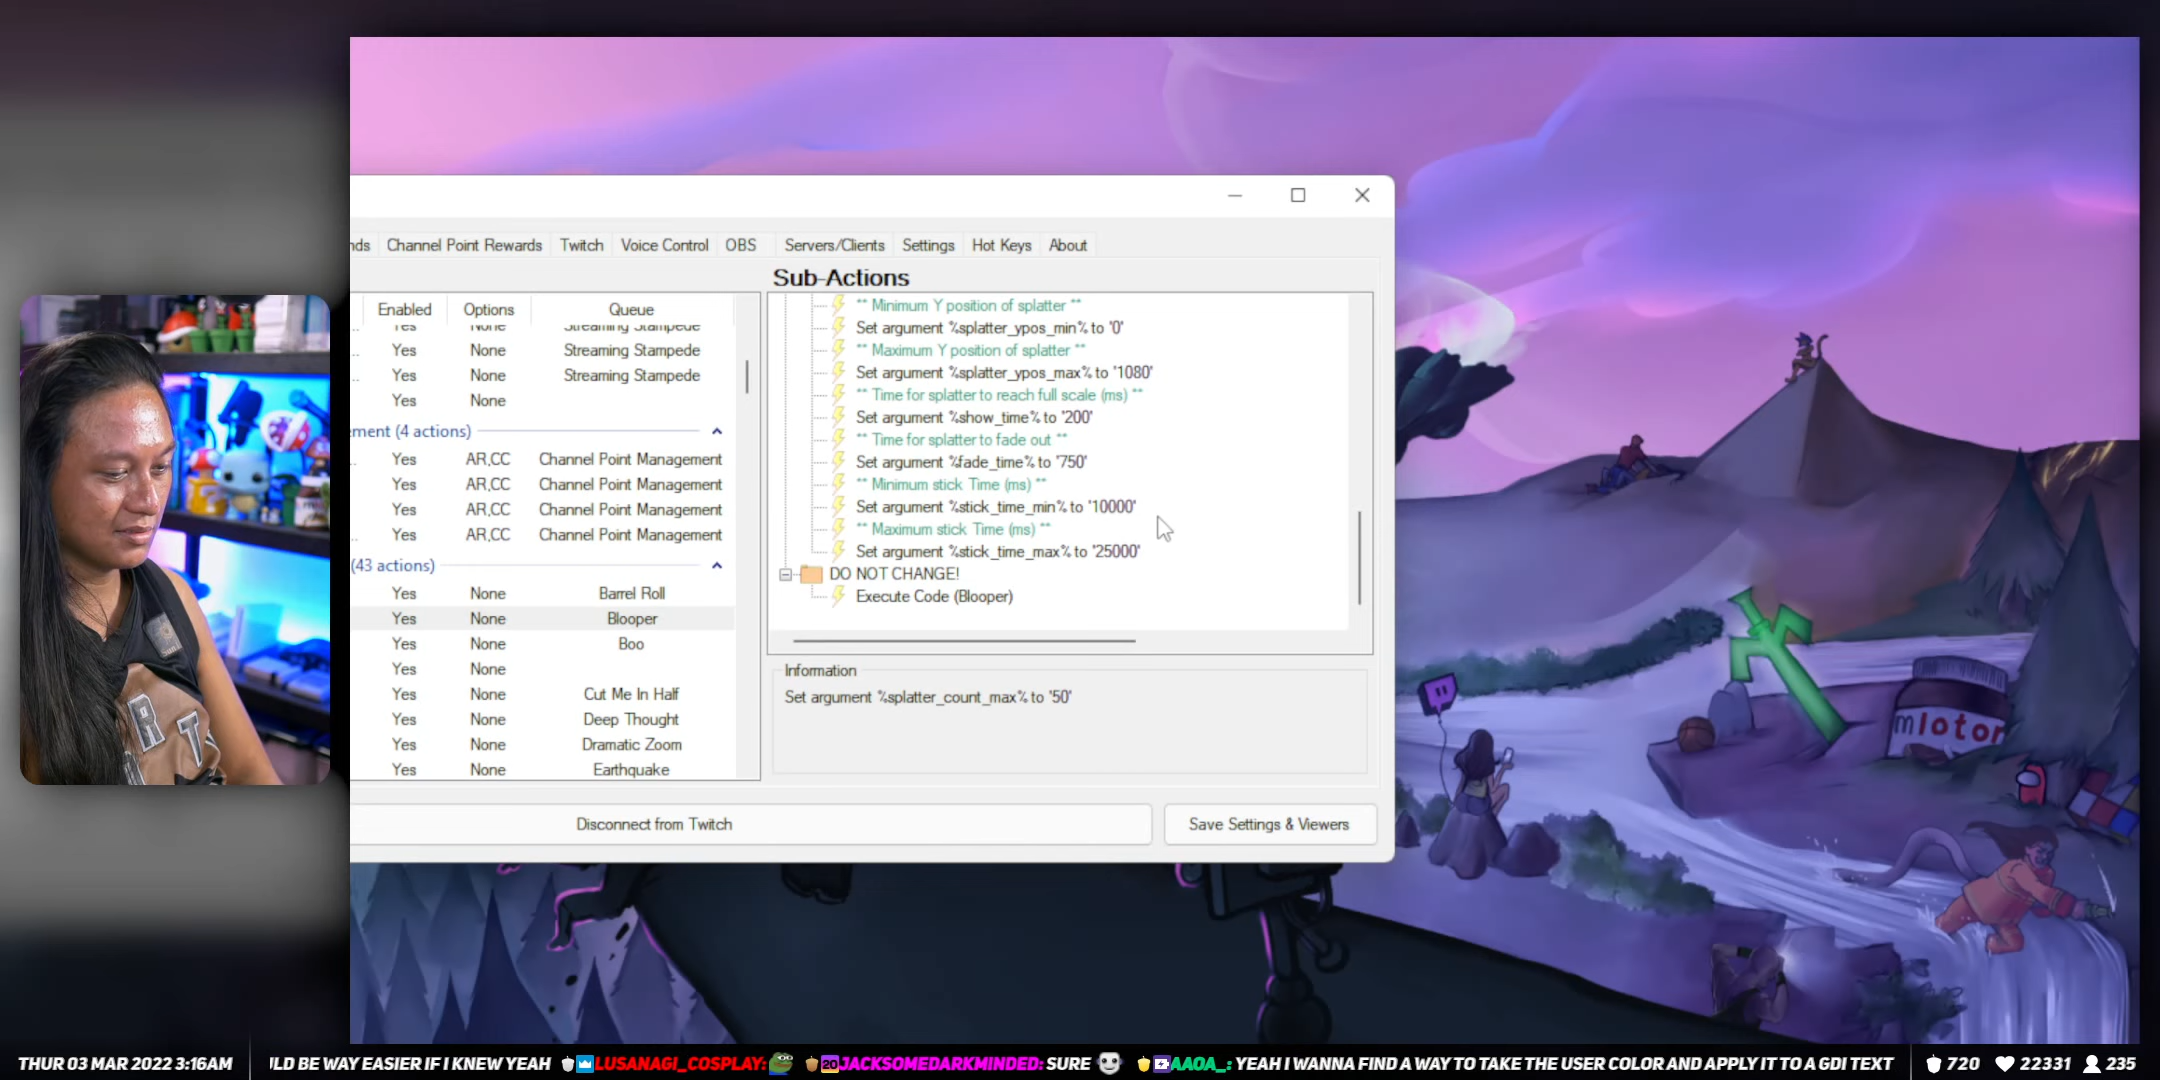 nds Channel Point Rewards Twitch Voice Control OBS Servers/Clients Settings Hot Keys About
Sub-Actions
Enabled Options Queue
Yes None Streaming Stampede
Yes None Streaming Stampede
Yes None Streaming Stampede
Yes None
ement (4 actions)
Yes AR,CC Channel Point Management
Yes AR,CC Channel Point Management
Yes AR,CC Channel Point Management
Yes AR,CC Channel Point Management
(43 actions)
Yes None Barrel Roll
Yes None Blooper
Yes None Boo
Yes None
Yes None Cut Me In Half
Yes None Deep Thought
Yes None Dramatic Zoom
Yes None Earthquake
** Minimum Y position of splatter **
Set argument %splatter_ypos_min% to '0'
** Maximum Y position of splatter **
Set argument %splatter_ypos_max% to '1080'
** Time for splatter to reach full scale (ms) **
Set argument %show_time% to '200'
** Time for splatter to fade out **
Set argument %fade_time% to '750'
** Minimum stick Time (ms) **
Set argument %stick_time_min% to '10000'
** Maximum stick Time (ms) **
Set argument %stick_time_max% to '25000'
DO NOT CHANGE!
Execute Code (Blooper)
Information
Set argument %splatter_count_max% to '50'
Disconnect from Twitch
Save Settings & Viewers
mlotor
R T
THUR 03 MAR 2022 3:16AM
ILD BE WAY EASIER IF I KNEW YEAH LUSANAGI_COSPLAY: 20 JACKSOMEDARKMINDED: SURE AAOA_: YEAH I WANNA FIND A WAY TO TAKE THE USER COLOR AND APPLY IT TO A GDI TEXT
720 22331 235